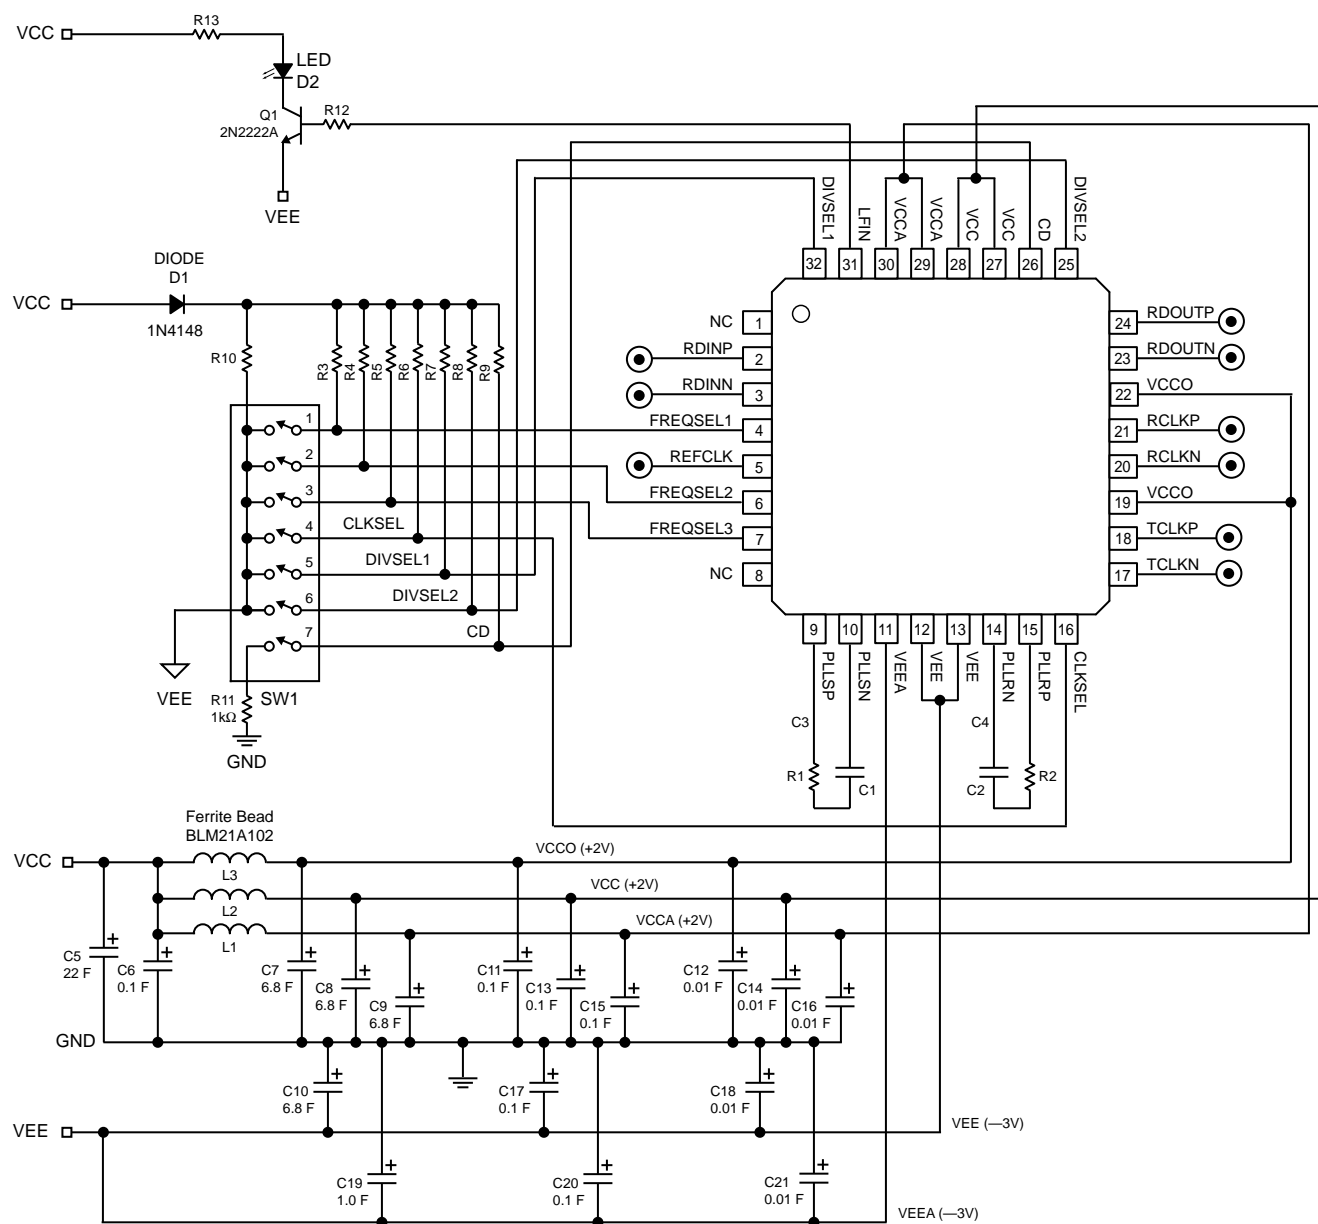 VCC
R13
LED
D2
Q1
2N2222A
R12
VEE
DIODE
D1
VCC
1N4148
R10
R3
R4
R5
R6
R7
R8
R9
1
2
3
4
5
6
7
CLKSEL
DIVSEL1
DIVSEL2
CD
VEE
R11
1kΩ
SW1
GND
DIVSEL1
LFIN
VCCA
VCCA
VCC
VCC
CD
DIVSEL2
32
31
30
29
28
27
26
25
NC
1
RDINP
2
RDINN
3
FREQSEL1
4
REFCLK
5
FREQSEL2
6
FREQSEL3
7
NC
8
24
RDOUTP
23
RDOUTN
22
VCCO
21
RCLKP
20
RCLKN
19
VCCO
18
TCLKP
17
TCLKN
9
10
11
12
13
14
15
16
PLLSP
PLLSN
VEEA
VEE
VEE
PLLRN
PLLRP
CLKSEL
C3
C4
R1
C1
C2
R2
Ferrite Bead
BLM21A102
VCC
L3
L2
L1
VCCO (+2V)
VCC (+2V)
VCCA (+2V)
C5
22 F
C6
0.1 F
C7
6.8 F
C8
6.8 F
C9
6.8 F
C11
0.1 F
C13
0.1 F
C15
0.1 F
C12
0.01 F
C14
0.01 F
C16
0.01 F
GND
C10
6.8 F
C17
0.1 F
C18
0.01 F
VEE
VEE (—3V)
C19
1.0 F
C20
0.1 F
C21
0.01 F
VEEA (—3V)